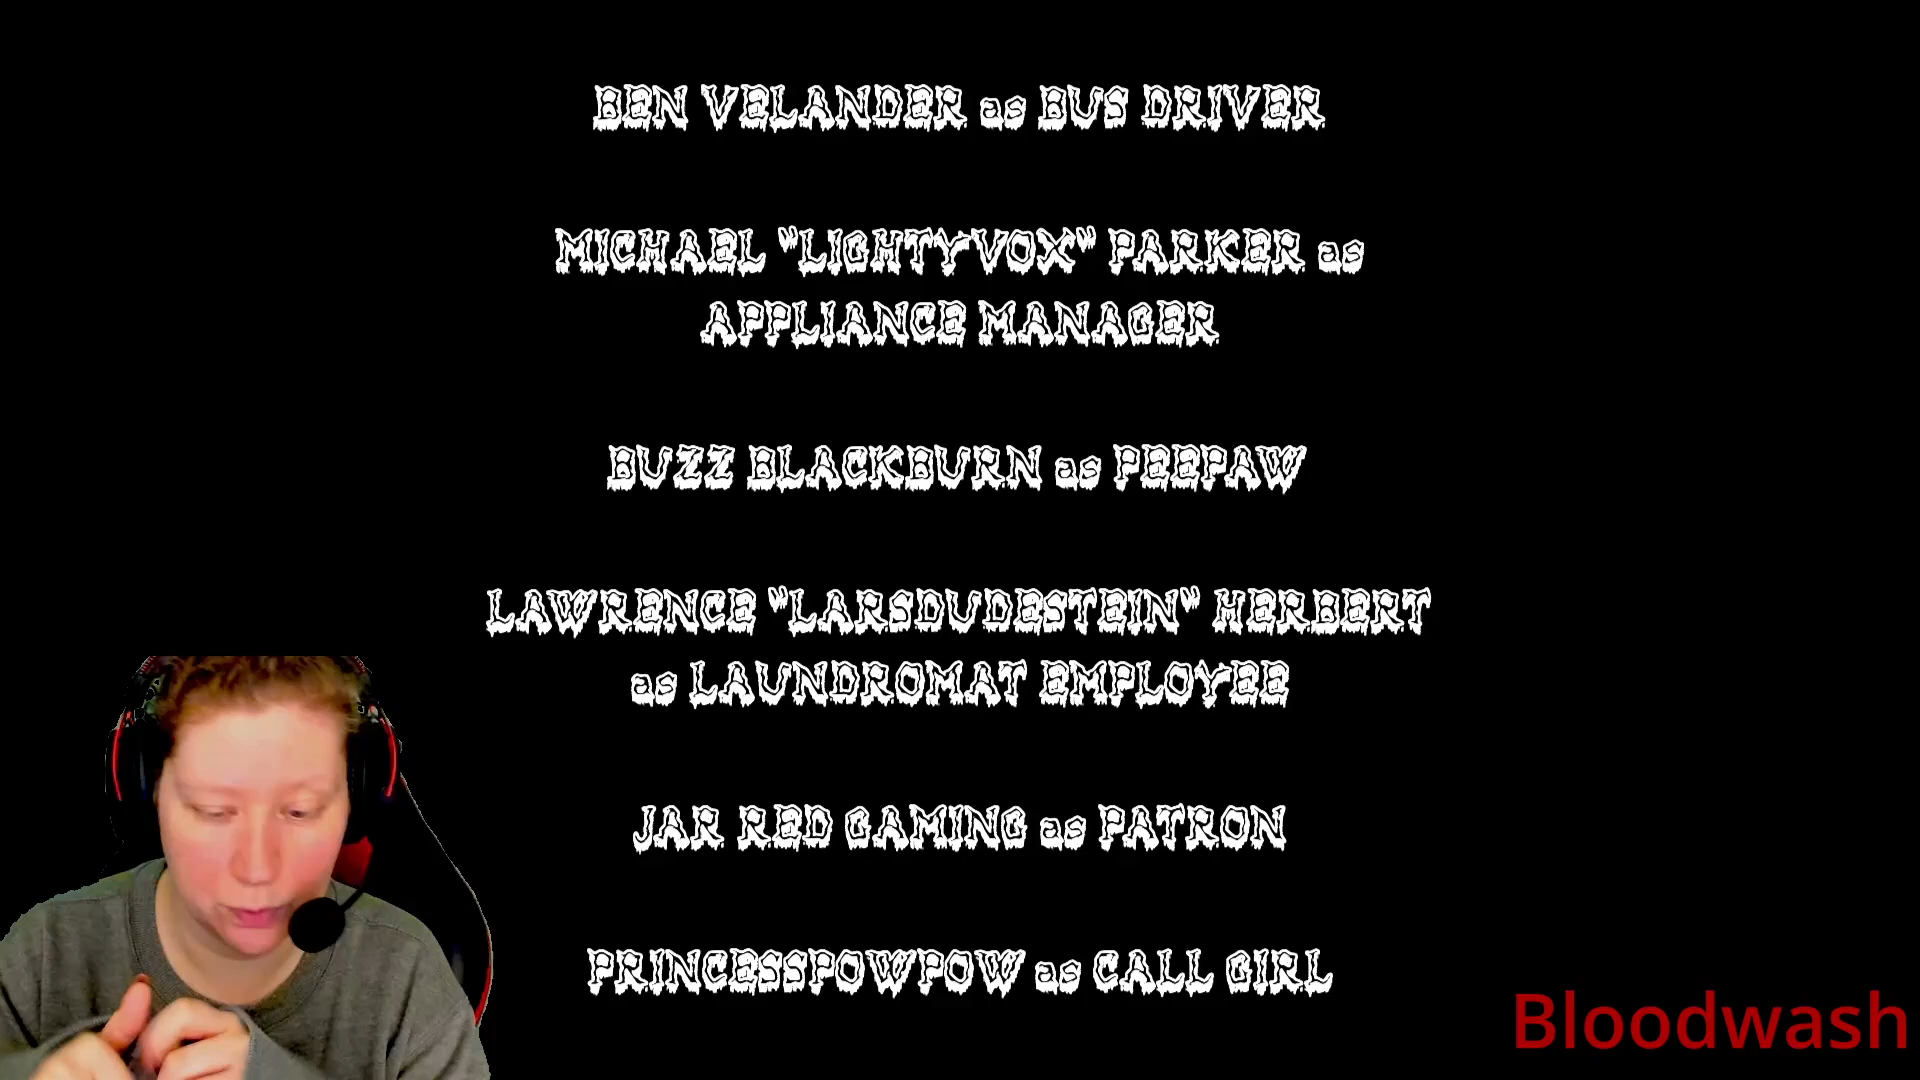 BEN VELANDER as BUS DRIVER
MICHAEL "LIGHTYVOX" PARKER as
APPLIANCE MANAGER
BUZZ BLACKBURN as PEEPAW
LAWRENCE "LARSDUDESTEIN" HERBERT
as LAUNDROMAT EMPLOYEE
JAR RED GAMING as PATRON
PRINCESSPOWPOW as CALL GIRL
Bloodwash